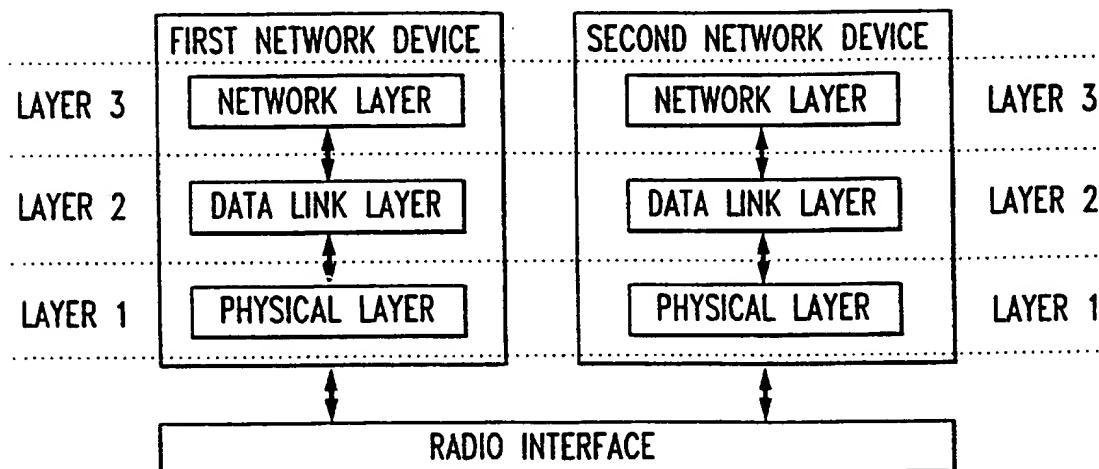 FIRST NETWORK DEVICE SECOND NETWORK DEVICE
LAYER 3 NETWORK LAYER NETWORK LAYER LAYER 3
LAYER 2 DATA LINK LAYER DATA LINK LAYER LAYER 2
LAYER 1 PHYSICAL LAYER PHYSICAL LAYER LAYER 1
RADIO INTERFACE